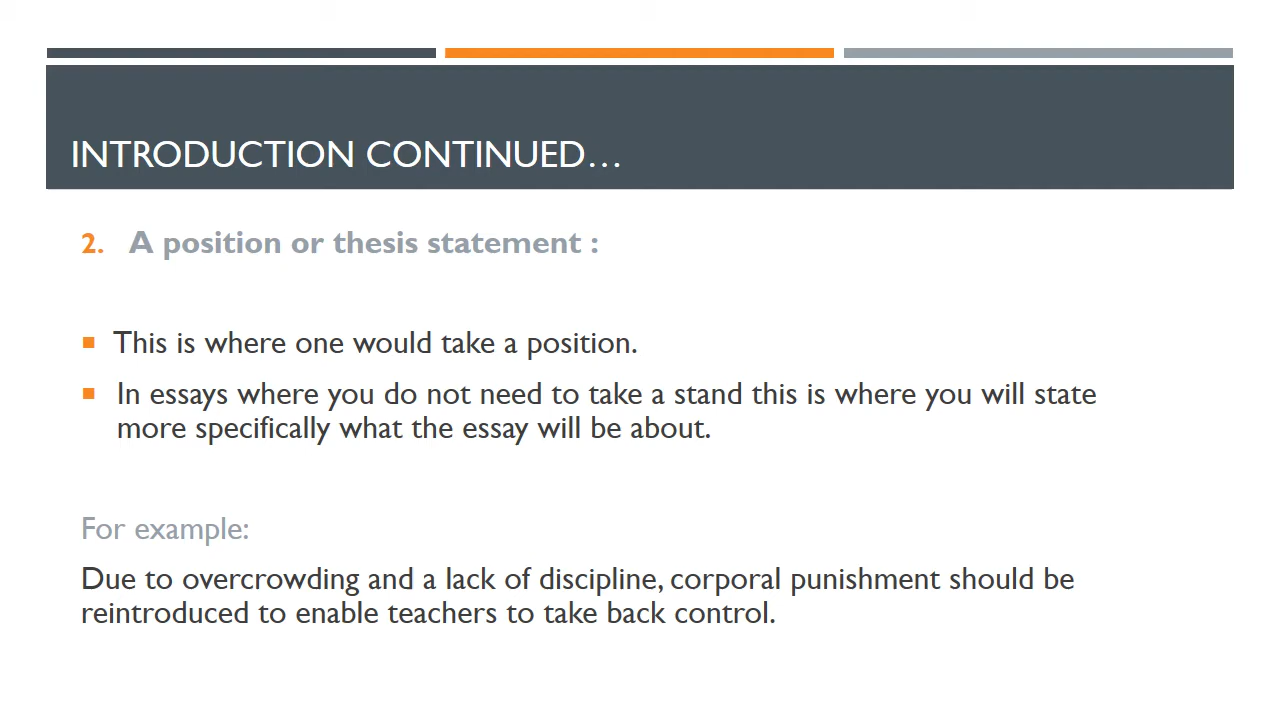 INTRODUCTION CONTINUED…
2. A position or thesis statement :
▪ This is where one would take a position.
▪ In essays where you do not need to take a stand this is where you will state
more specifically what the essay will be about.
For example:
Due to overcrowding and a lack of discipline, corporal punishment should be
reintroduced to enable teachers to take back control.